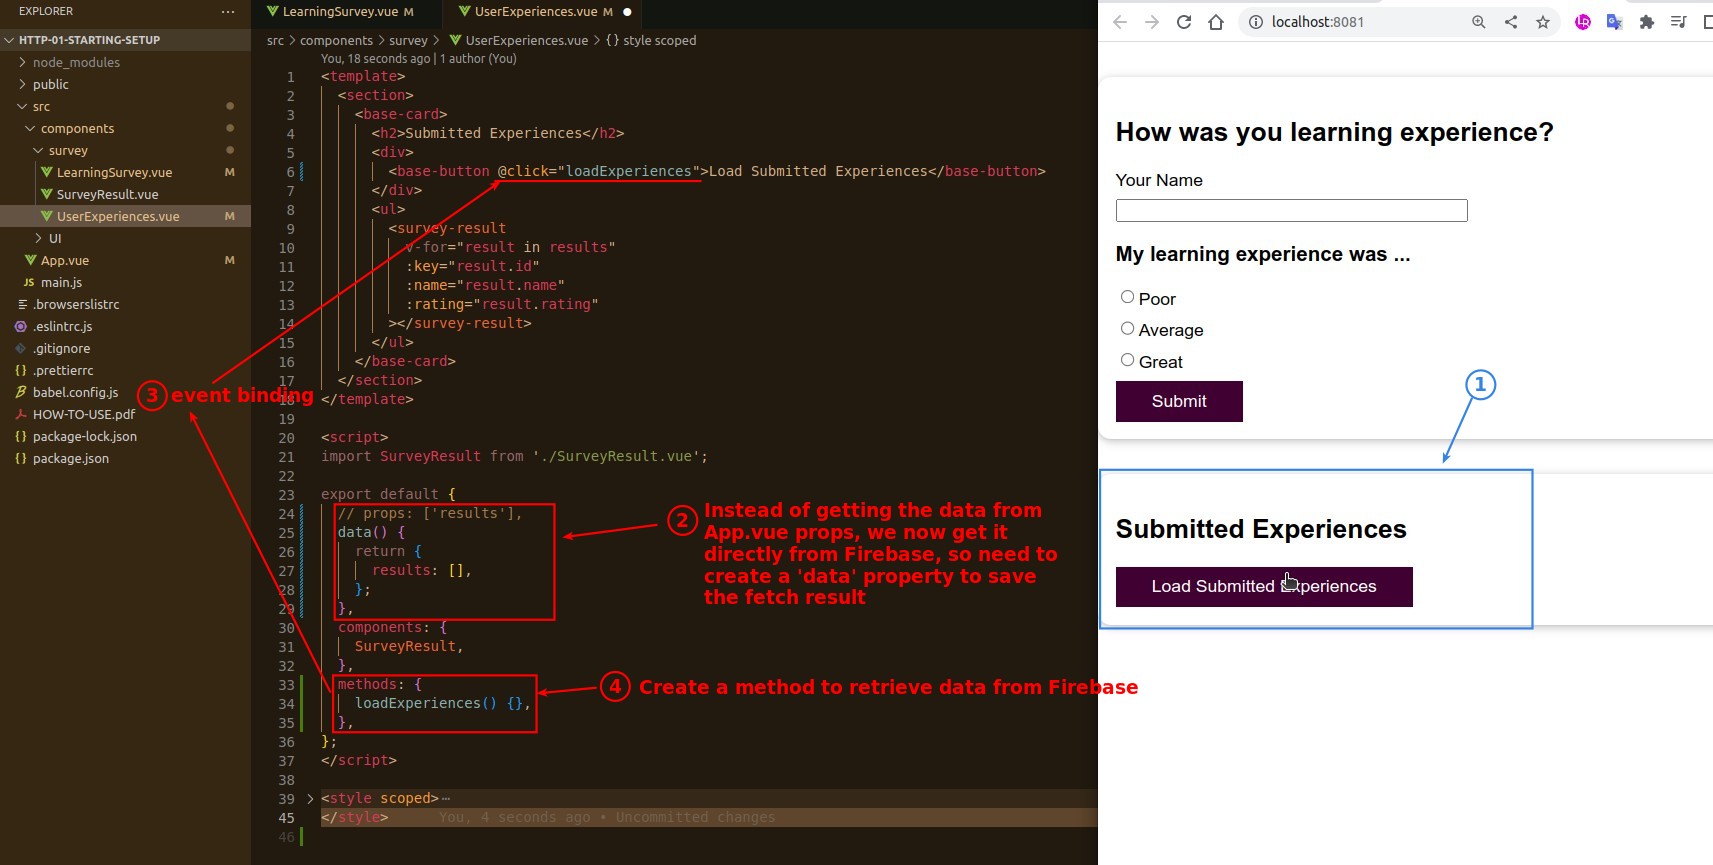 EXPLORER
HTTP-01-STARTING-SETUP
node_modules
public
src
components
survey
LearningSurvey.vue M
SurveyResult.vue
UserExperiences.vue M
UI
App.vue M
JS main.js
.browserslistrc
.eslintrc.js
.gitignore
{} .prettierrc
babel.config.js
HOW-TO-USE.pdf
{} package-lock.json
{} package.json
LearningSurvey.vue M
UserExperiences.vue M
src > components > survey > UserExperiences.vue > {} style scoped
You, 18 seconds ago | 1 author (You)
1 <template>
2 <section>
3 <base-card>
4 <h2>Submitted Experiences</h2>
5 <div>
6 <base-button @click="loadExperiences">Load Submitted Experiences</base-button>
7 </div>
8 <ul>
9 <survey-result
10 v-for="result in results"
11 :key="result.id"
12 :name="result.name"
13 :rating="result.rating"
14 ></survey-result>
15 </ul>
16 </base-card>
17 </section>
18 </template>
19
20 <script>
21 import SurveyResult from './SurveyResult.vue';
22
23 export default {
24 // props: ['results'],
25 data() {
26 return {
27 results: [],
28 };
29 },
30 components: {
31 SurveyResult,
32 },
33 methods: {
34 loadExperiences() {},
35 },
36 };
37 </script>
38
39 <style scoped>⋯
45 </style> You, 4 seconds ago • Uncommitted changes
46
3 event binding
2 Instead of getting the data from
App.vue props, we now get it
directly from Firebase, so need to
create a 'data' property to save
the fetch result
4 Create a method to retrieve data from Firebase
localhost:8081
How was you learning experience?
Your Name
My learning experience was ...
Poor
Average
Great
Submit
1
Submitted Experiences
Load Submitted Experiences